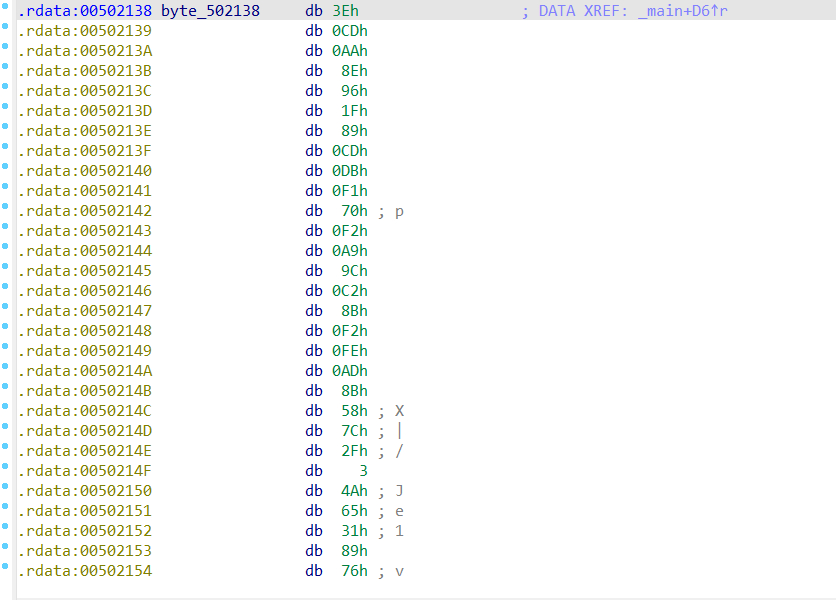 .rdata:00502138 byte_502138 db 3Eh ; DATA XREF: _main+D6↑r
.rdata:00502139 db 0CDh
.rdata:0050213A db 0AAh
.rdata:0050213B db 8Eh
.rdata:0050213C db 96h
.rdata:0050213D db 1Fh
.rdata:0050213E db 89h
.rdata:0050213F db 0CDh
.rdata:00502140 db 0DBh
.rdata:00502141 db 0F1h
.rdata:00502142 db 70h ; p
.rdata:00502143 db 0F2h
.rdata:00502144 db 0A9h
.rdata:00502145 db 9Ch
.rdata:00502146 db 0C2h
.rdata:00502147 db 8Bh
.rdata:00502148 db 0F2h
.rdata:00502149 db 0FEh
.rdata:0050214A db 0ADh
.rdata:0050214B db 8Bh
.rdata:0050214C db 58h ; X
.rdata:0050214D db 7Ch ; |
.rdata:0050214E db 2Fh ; /
.rdata:0050214F db 3
.rdata:00502150 db 4Ah ; J
.rdata:00502151 db 65h ; e
.rdata:00502152 db 31h ; 1
.rdata:00502153 db 89h
.rdata:00502154 db 76h ; v